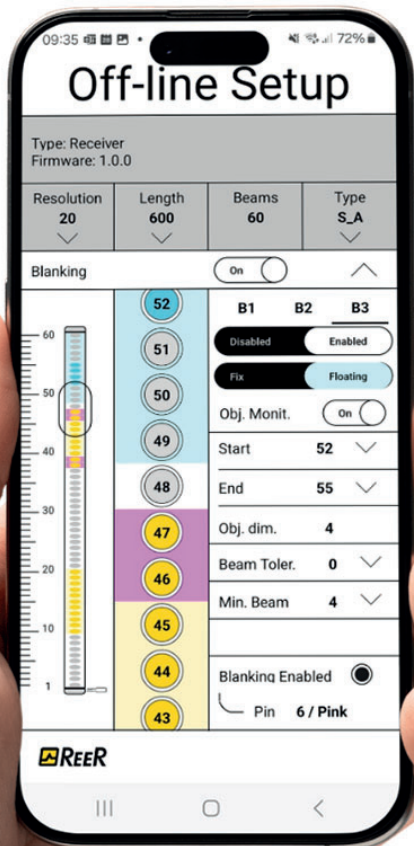 09:35 72%
Off-line Setup
Type: Receiver
Firmware: 1.0.0
Resolution Length Beams Type
20 600 60 S_A
Blanking On
60
50
40
30
20
10
1
52
51
50
49
48
47
46
45
44
43
B1 B2 B3
Disabled Enabled
Fix Floating
Obj. Monit. On
Start 52
End 55
Obj. dim. 4
Beam Toler. 0
Min. Beam 4
Blanking Enabled
Pin 6 / Pink
REER